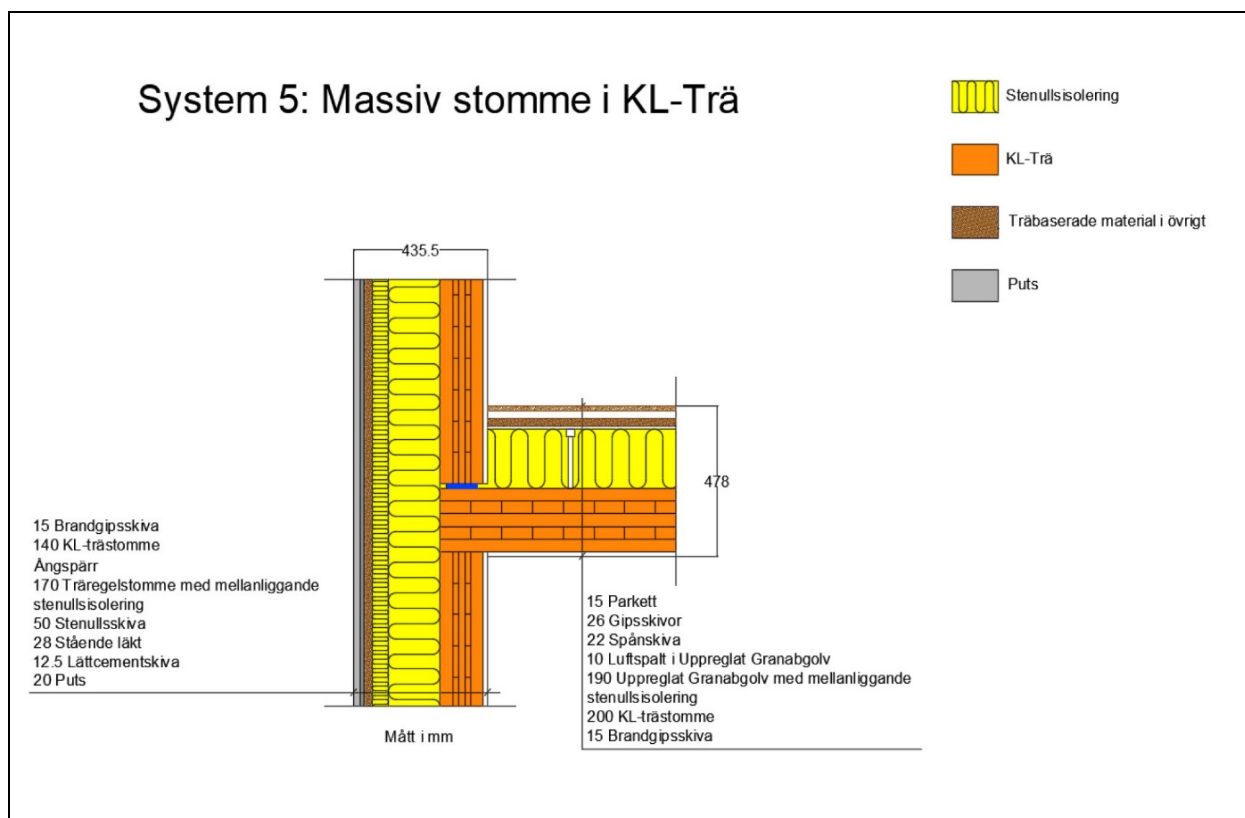 System 5: Massiv stomme i KL-Trä
Stenullsisolering
KL-Trä
Träbaserade material i övrigt
Puts
435.5
478
15 Brandgipsskiva
140 KL-trästomme
Ångspärr
170 Träregelstomme med mellanliggande
stenullsisolering
50 Stenullsskiva
28 Stående läkt
12.5 Lättcementskiva
20 Puts
Mått i mm
15 Parkett
26 Gipsskivor
22 Spånskiva
10 Luftspalt i Uppreglat Granabgolv
190 Uppreglat Granabgolv med mellanliggande
stenullsisolering
200 KL-trästomme
15 Brandgipsskiva